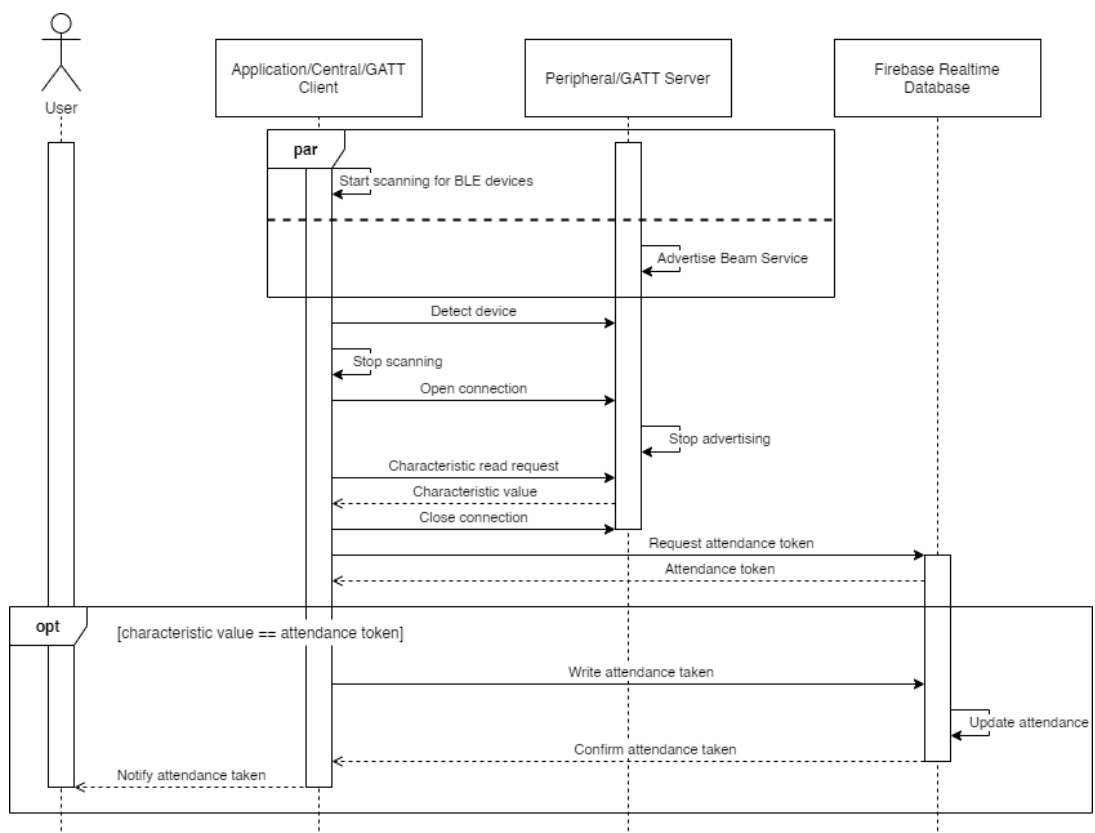 User
Application/Central/GATT
Client
Peripheral/GATT Server
Firebase Realtime
Database
par
Start scanning for BLE devices
Advertise Beam Service
Detect device
Stop scanning
Open connection
Stop advertising
Characteristic read request
Characteristic value
Close connection
Request attendance token
Attendance token
opt
[characteristic value == attendance token]
Write attendance taken
Update attendance
Confirm attendance taken
Notify attendance taken